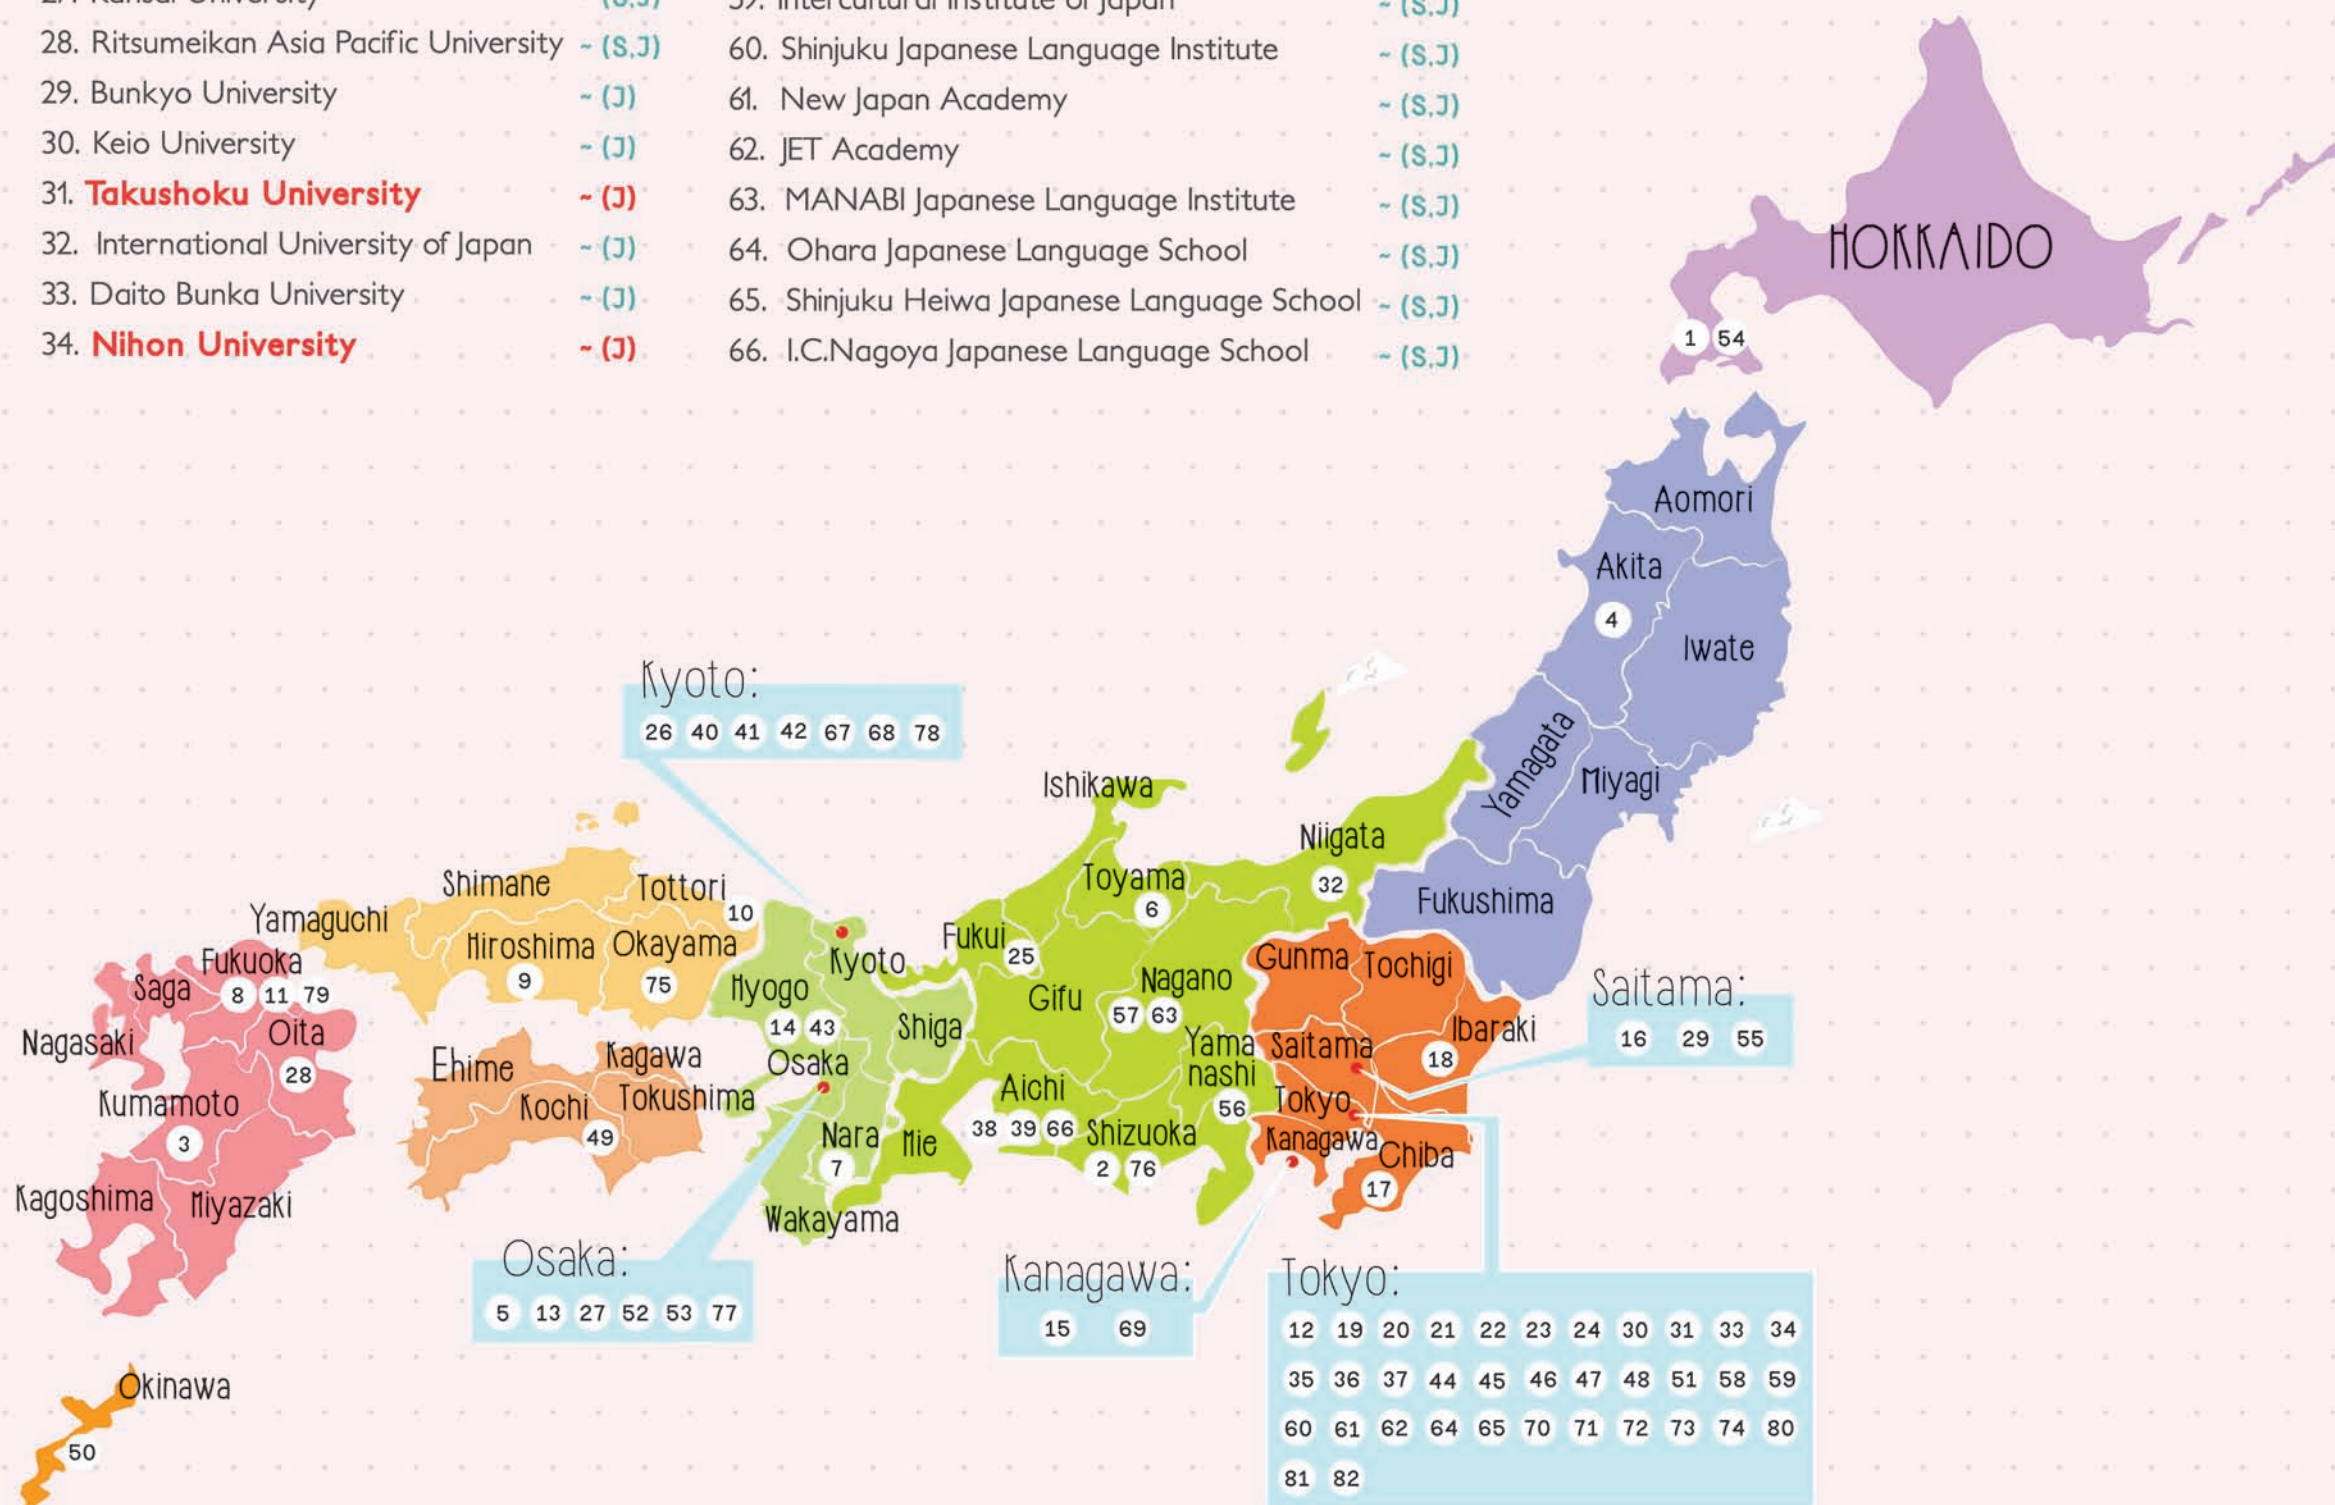 27. Kansai University ~ (S,J)
28. Ritsumeikan Asia Pacific University ~ (S,J)
29. Bunkyo University ~ (J)
30. Keio University ~ (J)
31. Takushoku University ~ (J)
32. International University of Japan ~ (J)
33. Daito Bunka University ~ (J)
34. Nihon University ~ (J)
59. Intercultural Institute of Japan ~ (S,J)
60. Shinjuku Japanese Language Institute ~ (S,J)
61. New Japan Academy ~ (S,J)
62. JET Academy ~ (S,J)
63. MANABI Japanese Language Institute ~ (S,J)
64. Ohara Japanese Language School ~ (S,J)
65. Shinjuku Heiwa Japanese Language School ~ (S,J)
66. I.C.Nagoya Japanese Language School ~ (S,J)
HOKKAIDO
1 54
Aomori
Akita
4
Iwate
Yamagata
Miyagi
Fukushima
Kyoto:
26 40 41 42 67 68 78
Ishikawa
Niigata
32
Toyama
6
Fukui
25
Gifu
Nagano
57 63
Yama
nashi
56
Aichi
38 39 66
Shizuoka
2 76
Mie
Gunma
Tochigi
Ibaraki
18
Saitama
Tokyo
Kanagawa
Chiba
17
Saitama:
16 29 55
Shimane
Tottori
10
Yamaguchi
Hiroshima
9
Okayama
75
Hyogo
14 43
Kyoto
Shiga
Osaka
Nara
7
Wakayama
Fukuoka
8 11 79
Saga
Nagasaki
Oita
28
Kumamoto
3
Kagoshima
Miyazaki
Ehime
Kagawa
Kochi
49
Tokushima
Osaka:
5 13 27 52 53 77
Kanagawa:
15 69
Tokyo:
12 19 20 21 22 23 24 30 31 33 34
35 36 37 44 45 46 47 48 51 58 59
60 61 62 64 65 70 71 72 73 74 80
81 82
Okinawa
50